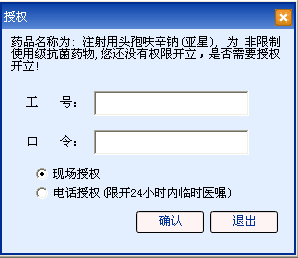 授权
药品名称为: 注射用头孢呋辛钠(亚星), 为 非限制
使用级抗菌药物,您还没有权限开立,是否需要授权
开立!
工 号:
口 令:
现场授权
电话授权(限开24小时内临时医嘱)
确认 退出